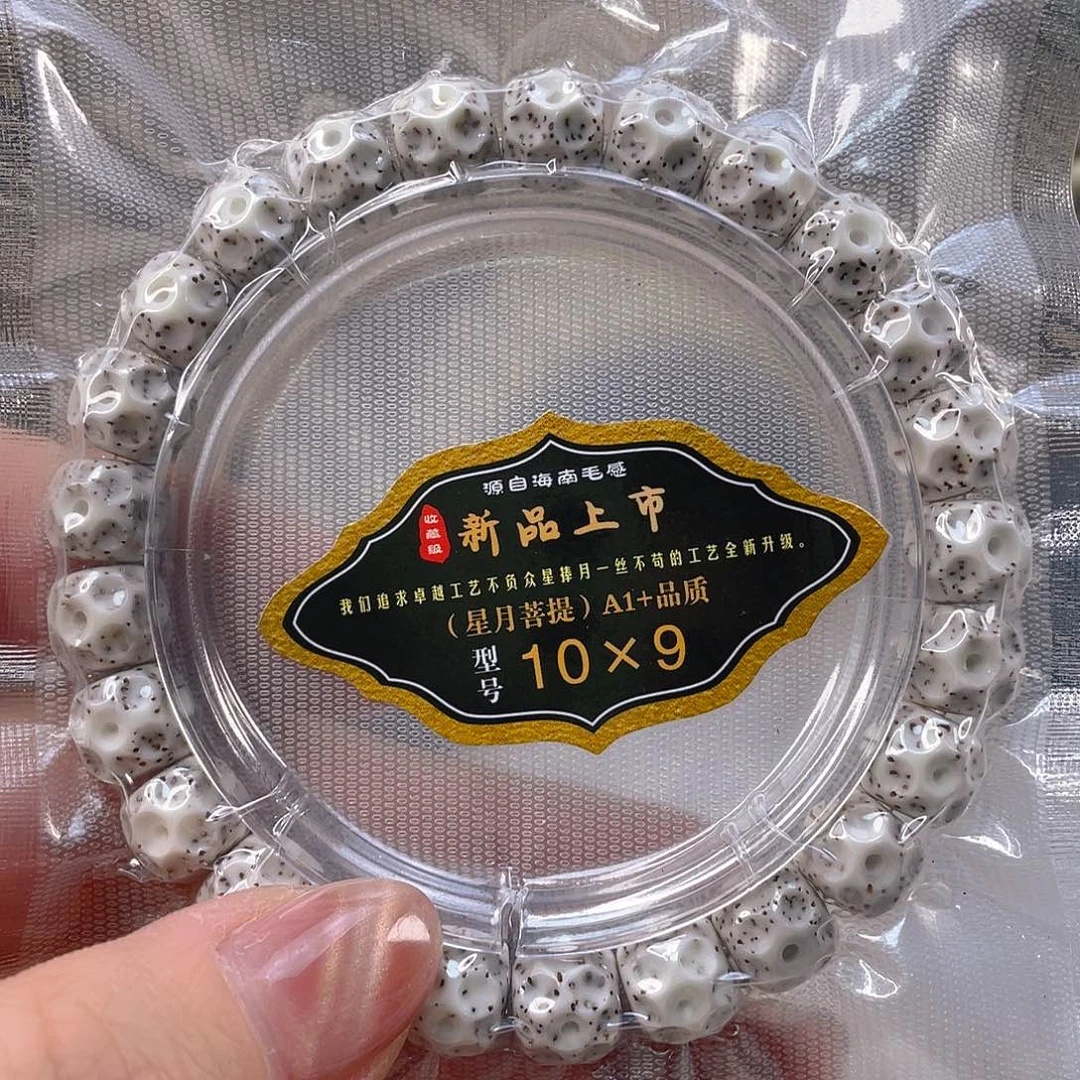 源自海南毛感
收藏级
新品上市
我们追求卓越工艺不负众星捧月一丝不苟的工艺全新升级。
(星月菩提)A1+品质
型号 10×9